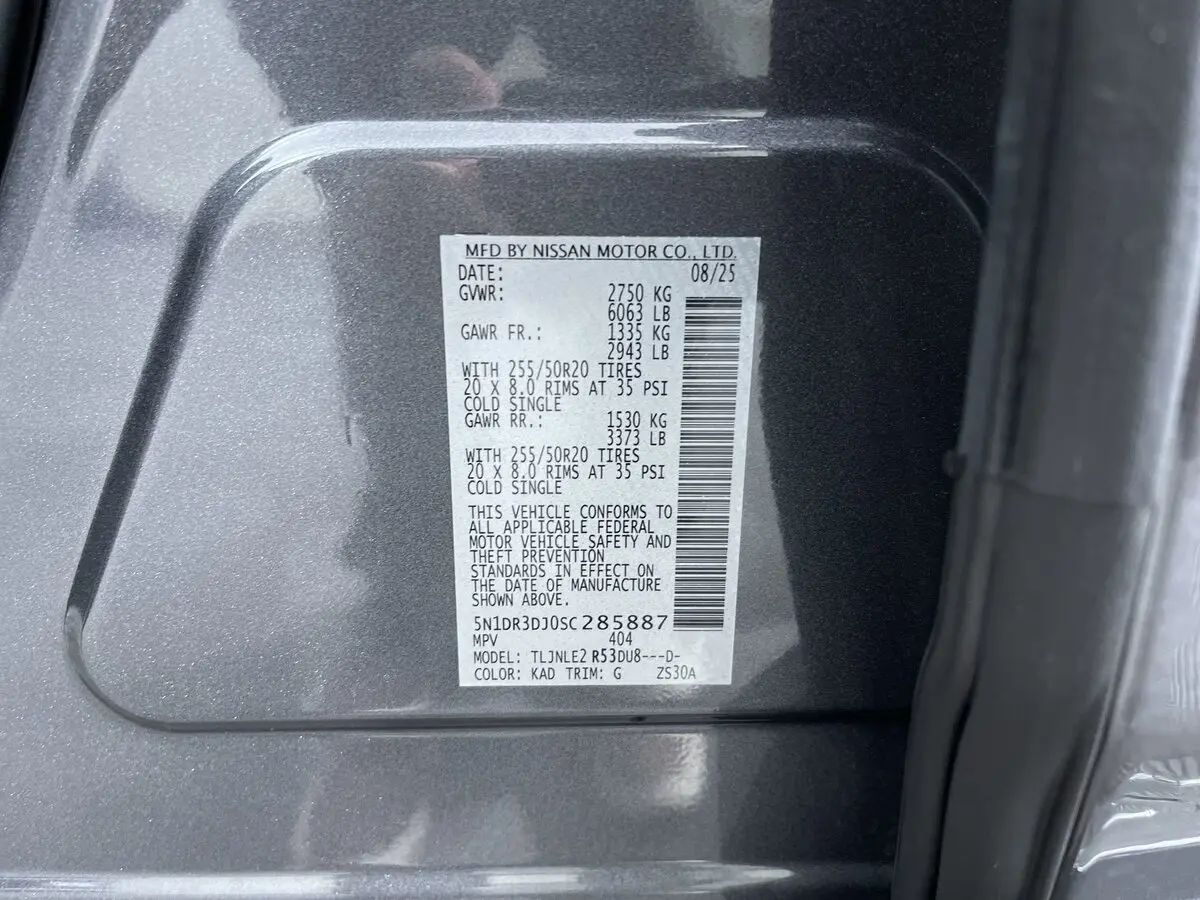 MFD BY NISSAN MOTOR CO., LTD.
DATE: 08/25
GVWR: 2750 KG
6063 LB
GAWR FR.: 1335 KG
2943 LB
WITH 255/50R20 TIRES
20 X 8.0 RIMS AT 35 PSI
COLD SINGLE
GAWR RR.: 1530 KG
3373 LB
WITH 255/50R20 TIRES
20 X 8.0 RIMS AT 35 PSI
COLD SINGLE
THIS VEHICLE CONFORMS TO
ALL APPLICABLE FEDERAL
MOTOR VEHICLE SAFETY AND
THEFT PREVENTION
STANDARDS IN EFFECT ON
THE DATE OF MANUFACTURE
SHOWN ABOVE.
5N1DR3DJ0SC285887
MPV 404
MODEL: TLJNLE2 R53DU8---D-
COLOR: KAD TRIM: G ZS30A